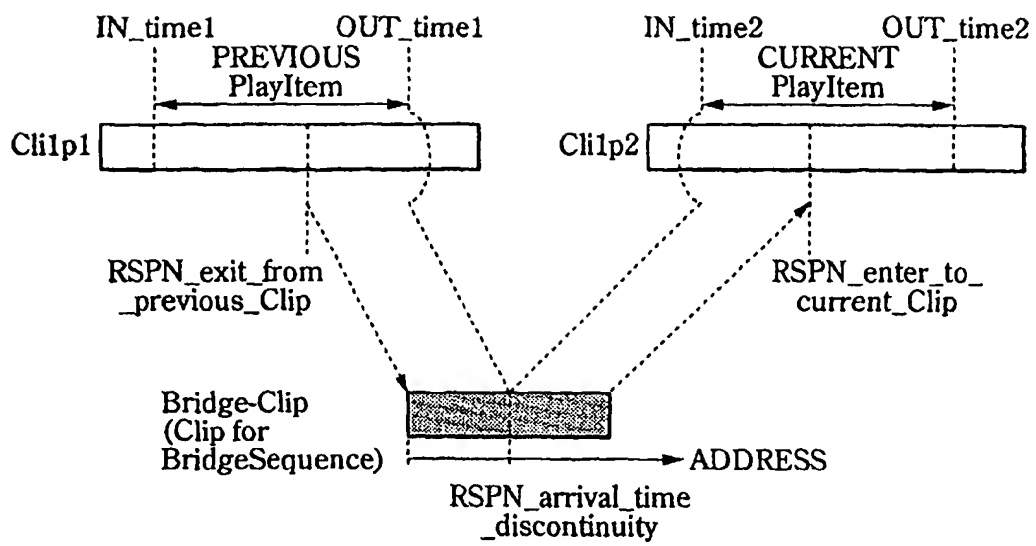 IN_time1
OUT_time1
IN_time2
OUT_time2
PREVIOUS
PlayItem
CURRENT
PlayItem
Cli1p1
Cli1p2
RSPN_exit_from
_previous_Clip
RSPN_enter_to_
current_Clip
Bridge-Clip
(Clip for
BridgeSequence)
ADDRESS
RSPN_arrival_time
_discontinuity